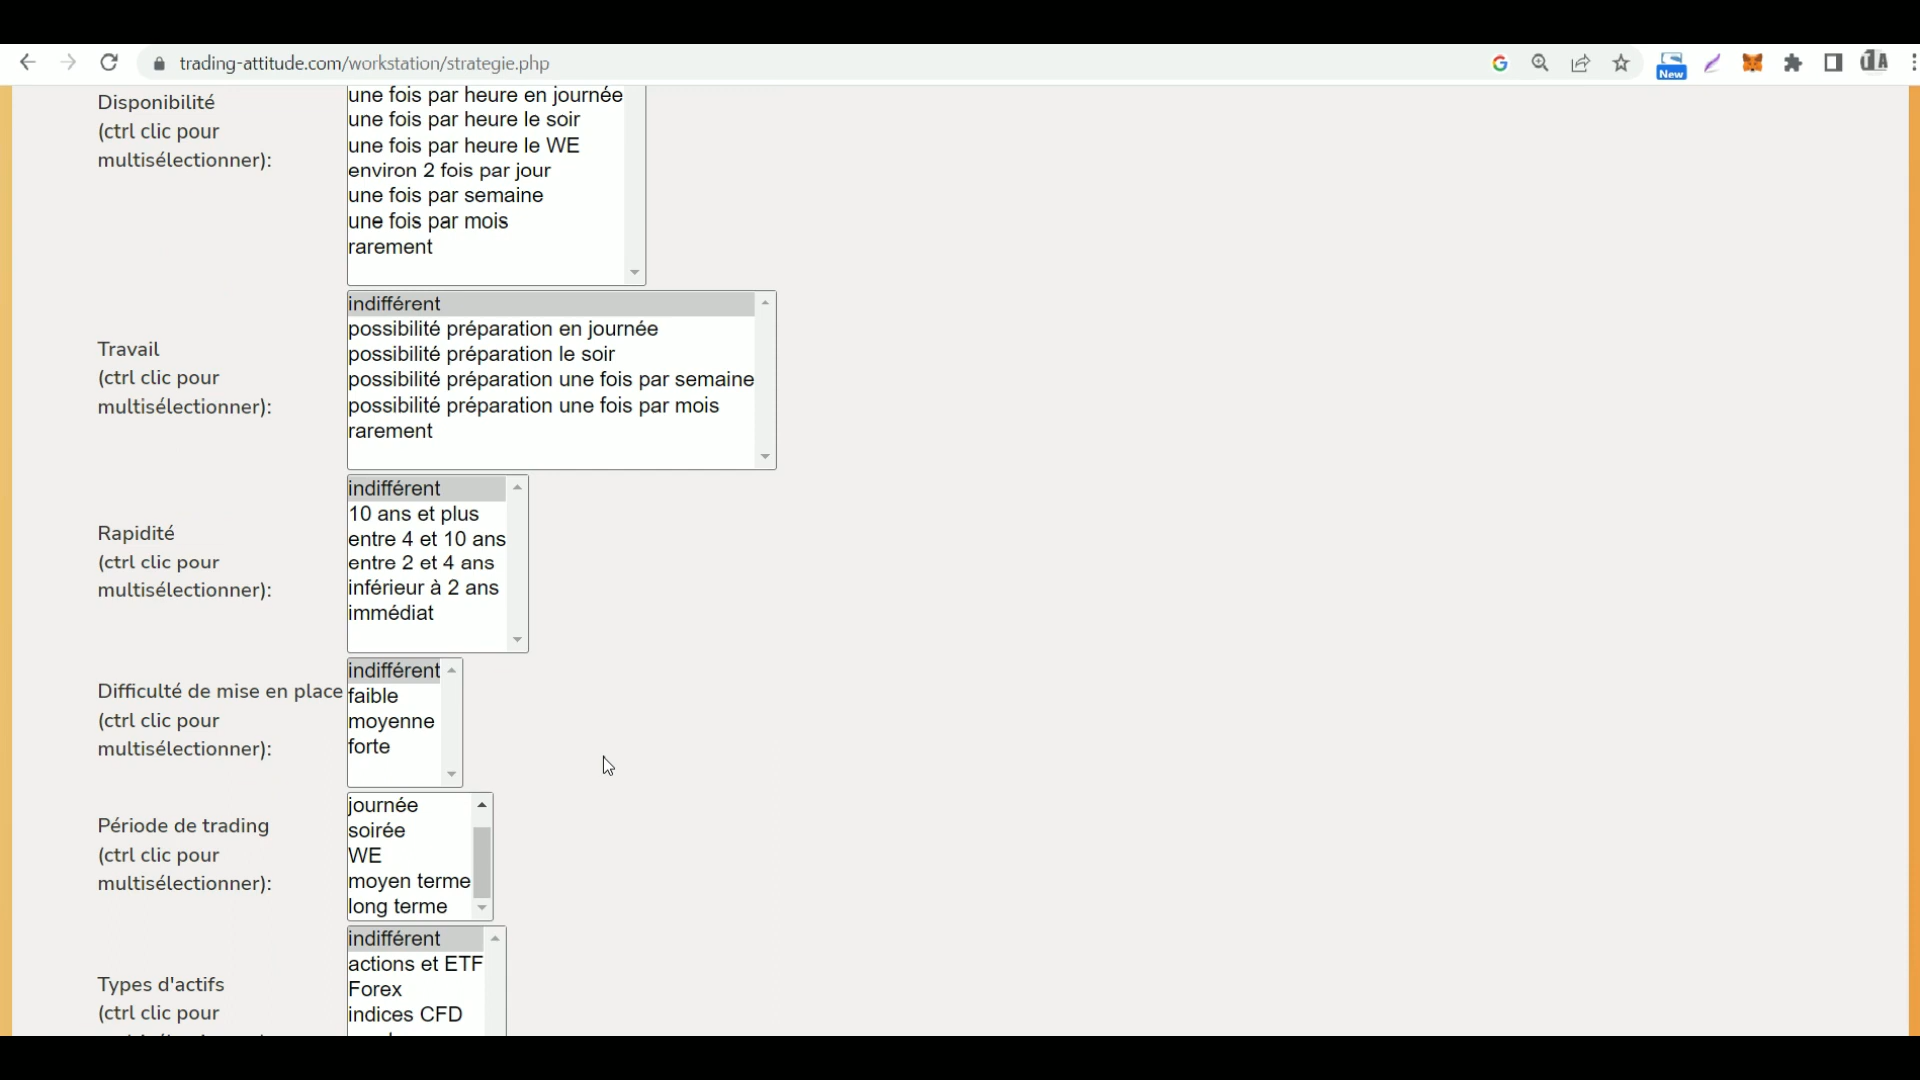 trading-attitude.com/workstation/strategie.php
New
Disponibilité
(ctrl clic pour
multisélectionner):
une fois par heure en journée
une fois par heure le soir
une fois par heure le WE
environ 2 fois par jour
une fois par semaine
une fois par mois
rarement
Travail
(ctrl clic pour
multisélectionner):
indifférent
possibilité préparation en journée
possibilité préparation le soir
possibilité préparation une fois par semaine
possibilité préparation une fois par mois
rarement
Rapidité
(ctrl clic pour
multisélectionner):
indifférent
10 ans et plus
entre 4 et 10 ans
entre 2 et 4 ans
inférieur à 2 ans
immédiat
Difficulté de mise en place
(ctrl clic pour
multisélectionner):
indifférent
faible
moyenne
forte
Période de trading
(ctrl clic pour
multisélectionner):
journée
soirée
WE
moyen terme
long terme
Types d'actifs
(ctrl clic pour
indifférent
actions et ETF
Forex
indices CFD